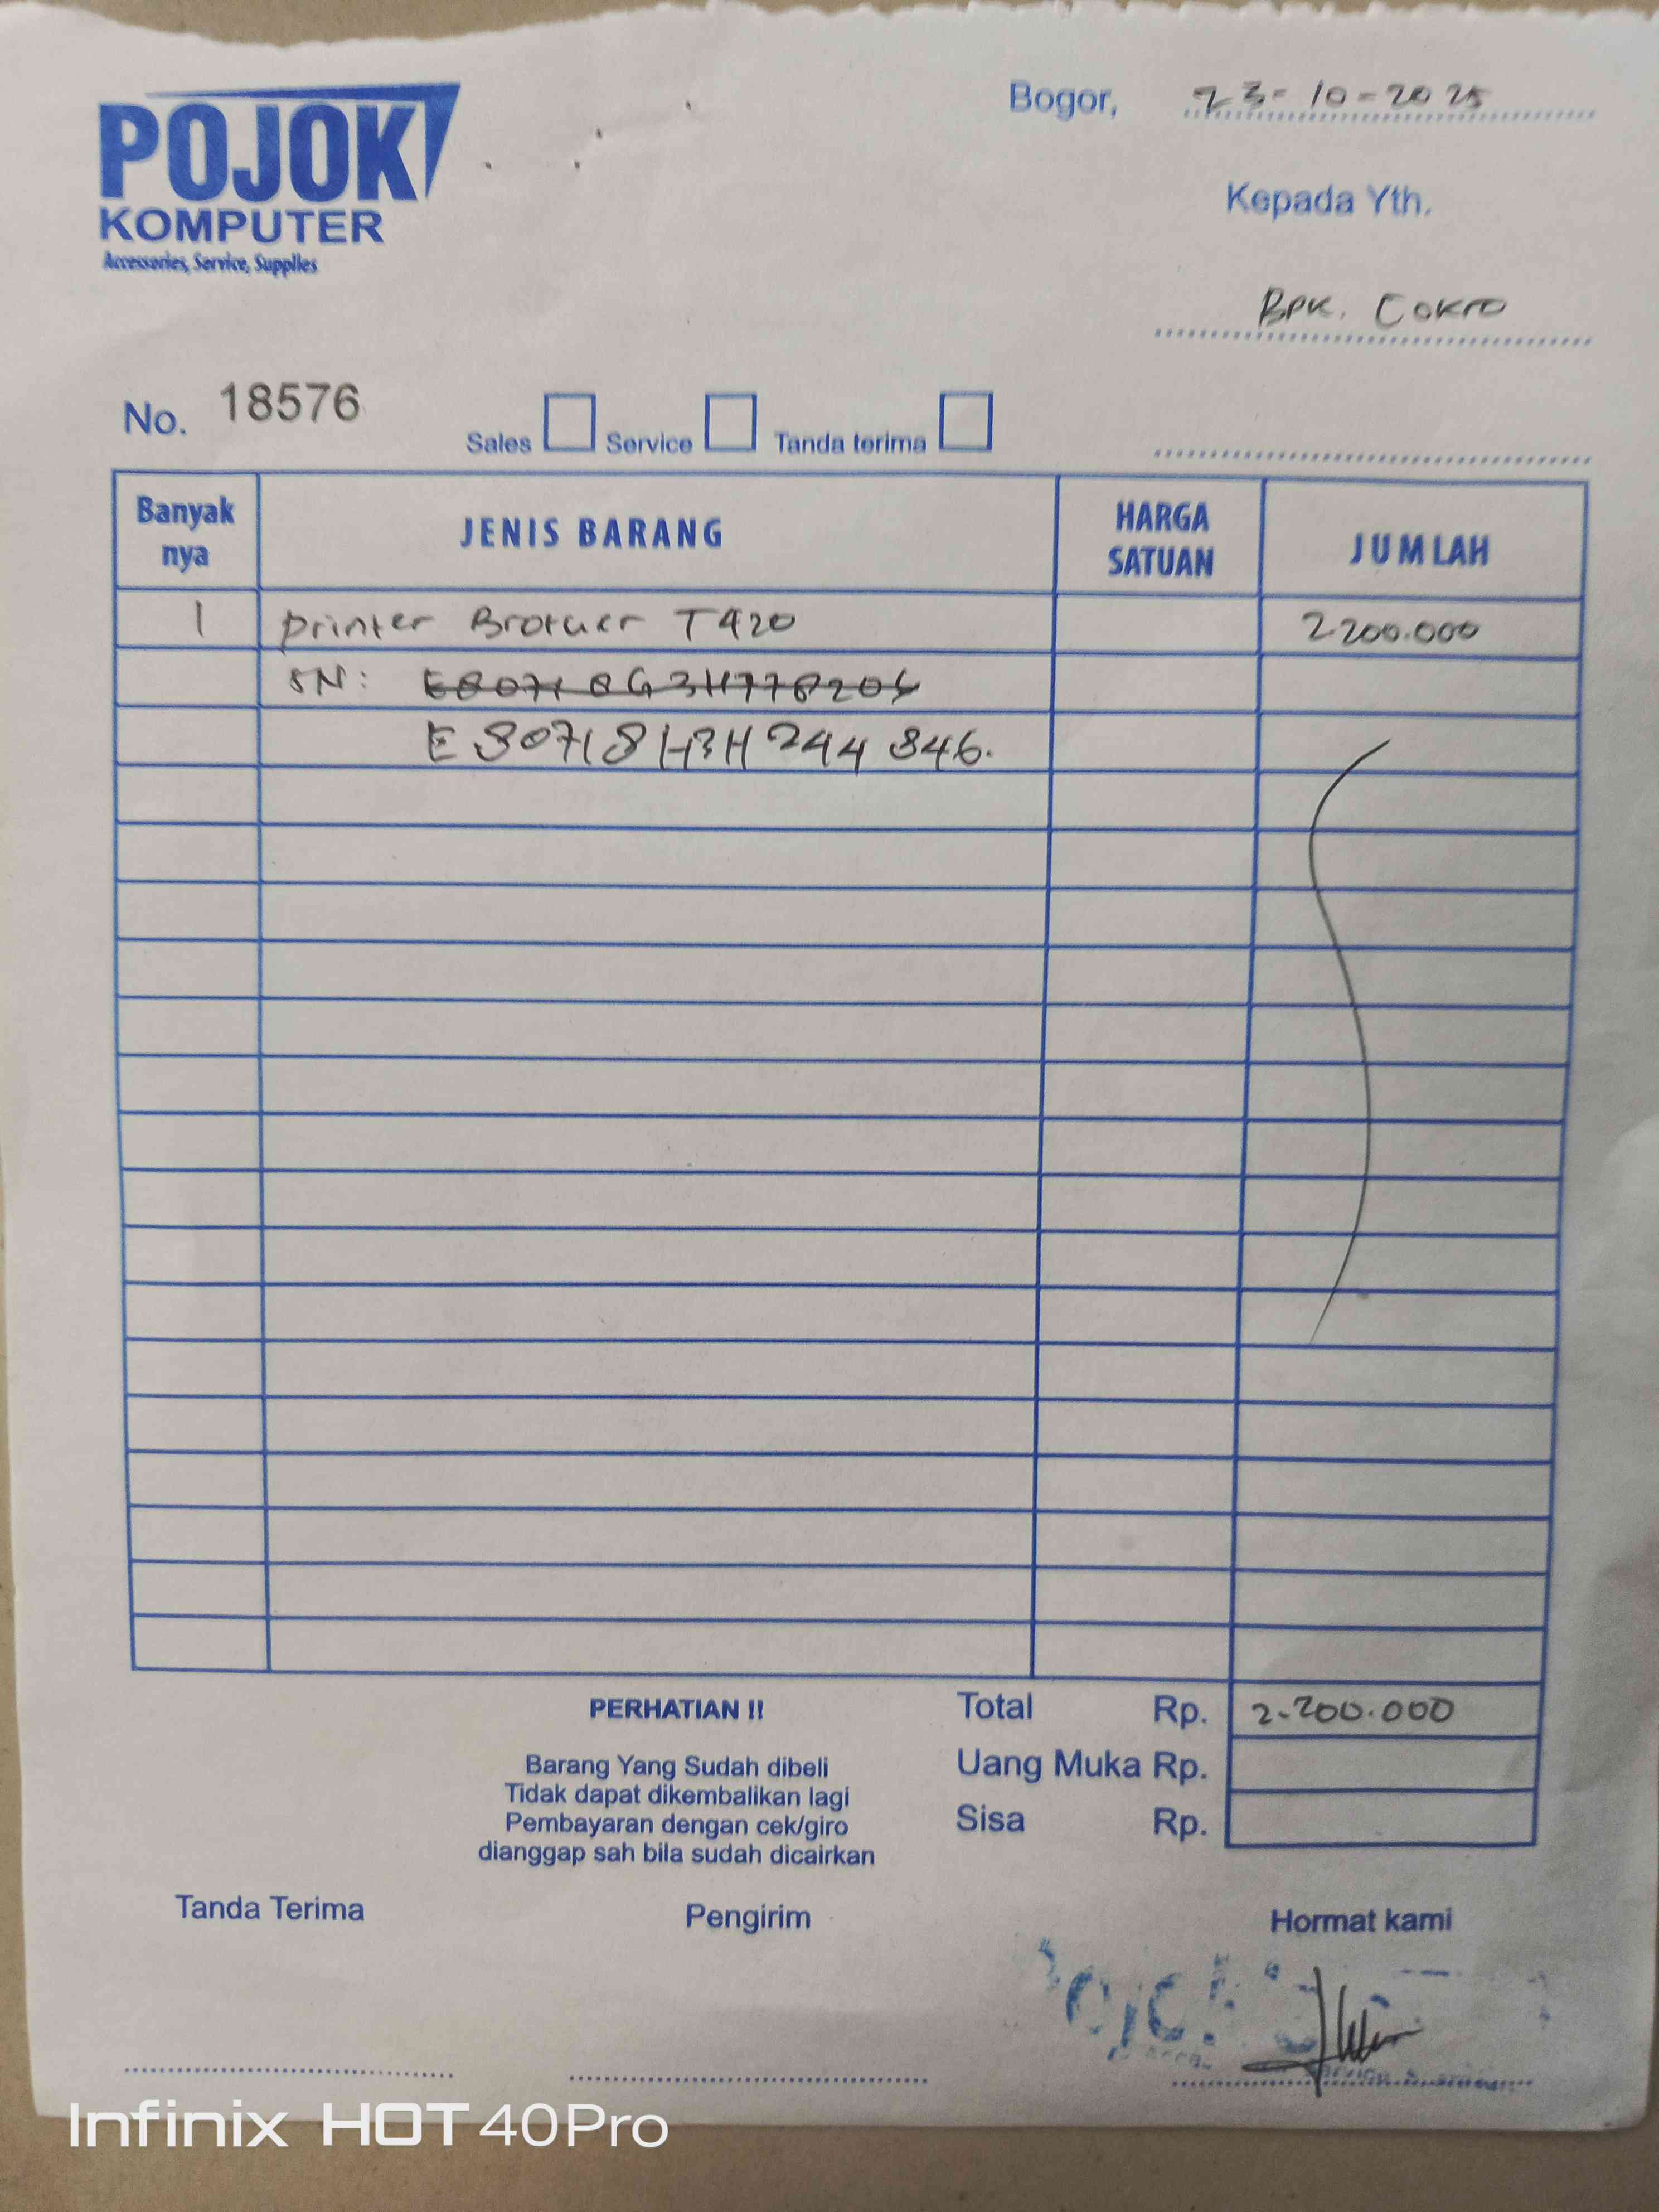 POJOK
KOMPUTER
Accessories, Service, Supplies
Bogor, 23-10-2025
Kepada Yth.
Bpk. Cokro
No. 18576
Sales Service Tanda terima
Banyak nya JENIS BARANG HARGA SATUAN JUMLAH
1 printer Brother T420 2.200.000
SN:
E80718H3H244846.
PERHATIAN !!
Barang Yang Sudah dibeli
Tidak dapat dikembalikan lagi
Pembayaran dengan cek/giro
dianggap sah bila sudah dicairkan
Total Rp. 2.200.000
Uang Muka Rp.
Sisa Rp.
Tanda Terima Pengirim Hormat kami
Infinix HOT 40Pro